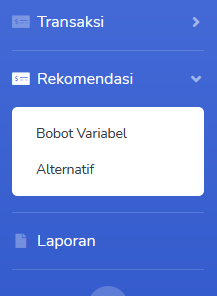 Transaksi
Rekomendasi
Bobot Variabel
Alternatif
Laporan